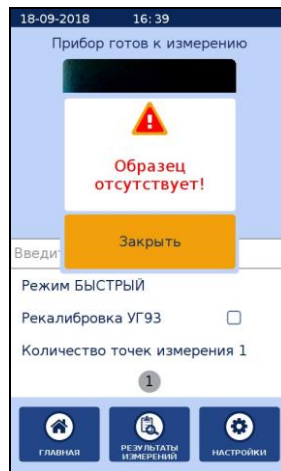 18-09-2018 16:39
Прибор готов к измерению
Образец
отсутствует!
Закрыть
Введит
Режим БЫСТРЫЙ
Рекалибровка УГ93
Количество точек измерения 1
1
ГЛАВНАЯ
РЕЗУЛЬТАТЫ
ИЗМЕРЕНИЙ
НАСТРОЙКИ